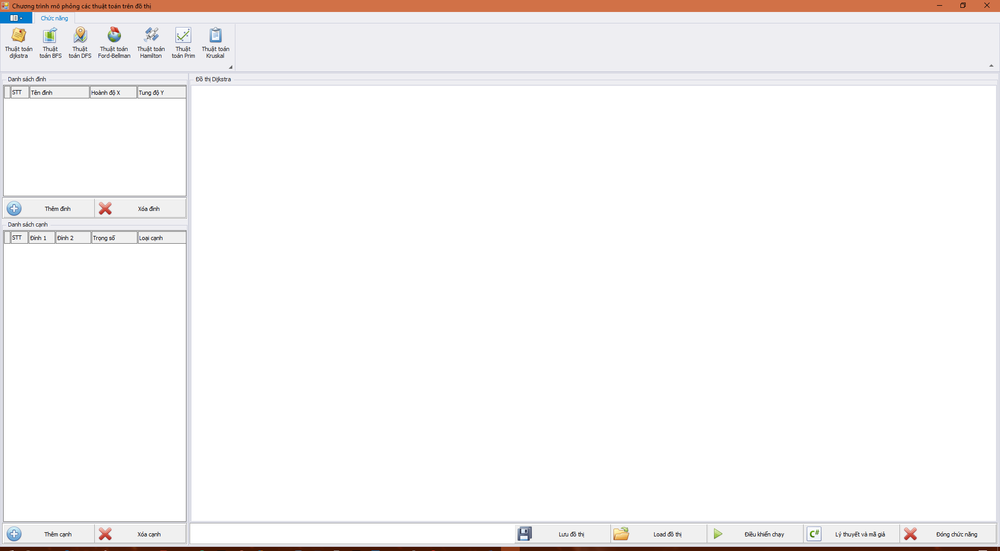 Chương trình mô phỏng các thuật toán trên đồ thị
Chức năng
Thuật toán dijkstra
Thuật toán BFS
Thuật toán DFS
Thuật toán Ford-Bellman
Thuật toán Hamilton
Thuật toán Prim
Thuật toán Kruskal
Danh sách đỉnh
Đồ thị Dijkstra
STT Tên đỉnh Hoành độ X Tung độ Y
Thêm đỉnh
Xóa đỉnh
Danh sách cạnh
STT Đỉnh 1 Đỉnh 2 Trọng số Loại cạnh
Thêm cạnh
Xóa cạnh
Lưu đồ thị
Load đồ thị
Điều khiển chạy
C#
Lý thuyết và mã giả
Đóng chức năng